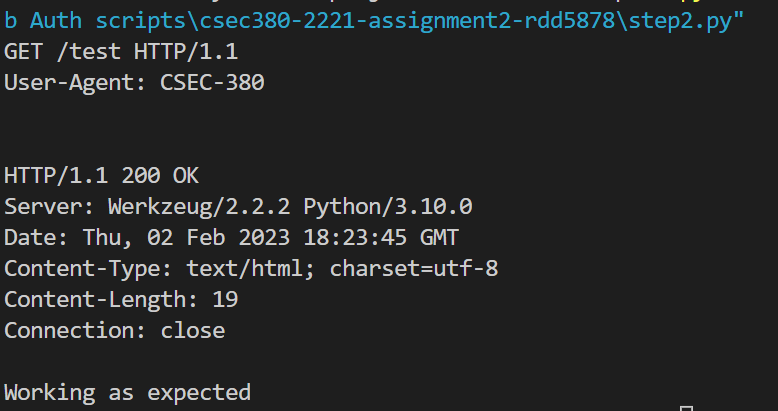 b Auth scripts\csec380-2221-assignment2-rdd5878\step2.py"
GET /test HTTP/1.1
User-Agent: CSEC-380
HTTP/1.1 200 OK
Server: Werkzeug/2.2.2 Python/3.10.0
Date: Thu, 02 Feb 2023 18:23:45 GMT
Content-Type: text/html; charset=utf-8
Content-Length: 19
Connection: close
Working as expected